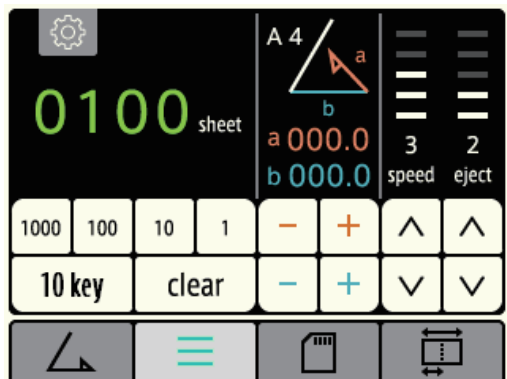 A 4
a
b
0100 sheet
a 000.0
b 000.0
3 2
speed eject
1000 100 10 1 - +
10 key clear - +